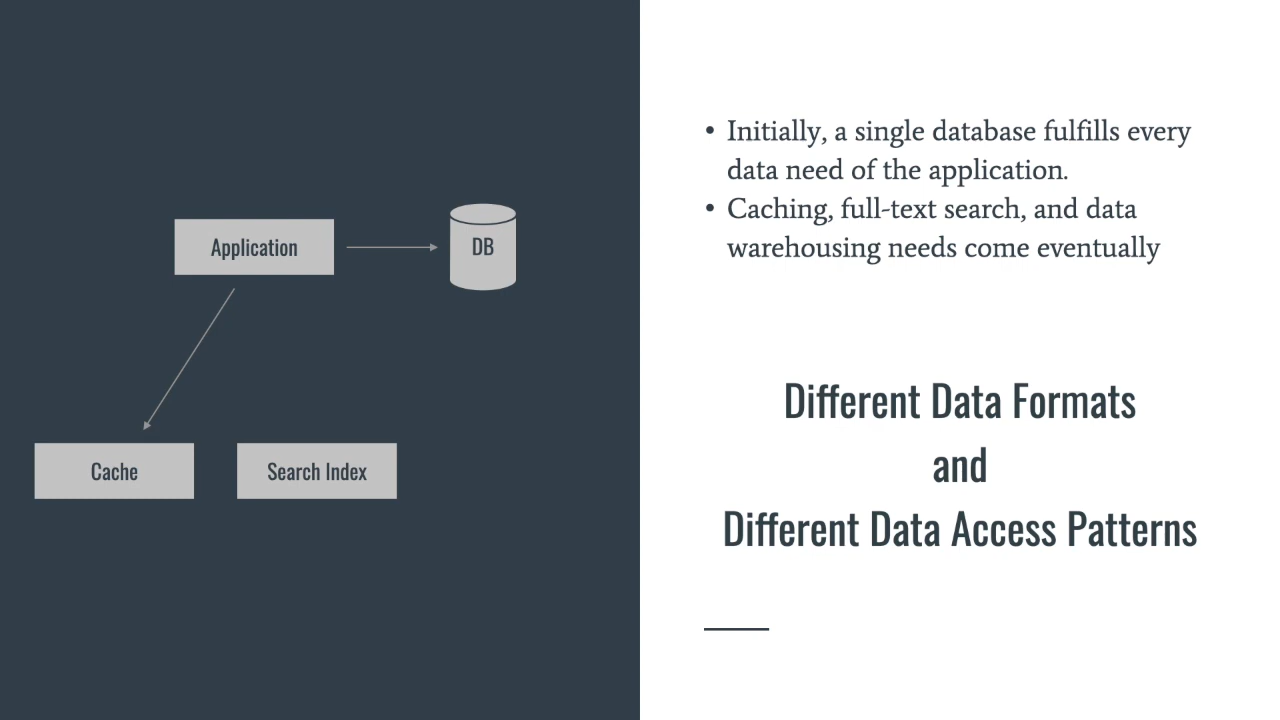 Application
DB
Cache
Search Index
• Initially, a single database fulfills every
data need of the application.
• Caching, full-text search, and data
warehousing needs come eventually
Different Data Formats
and
Different Data Access Patterns